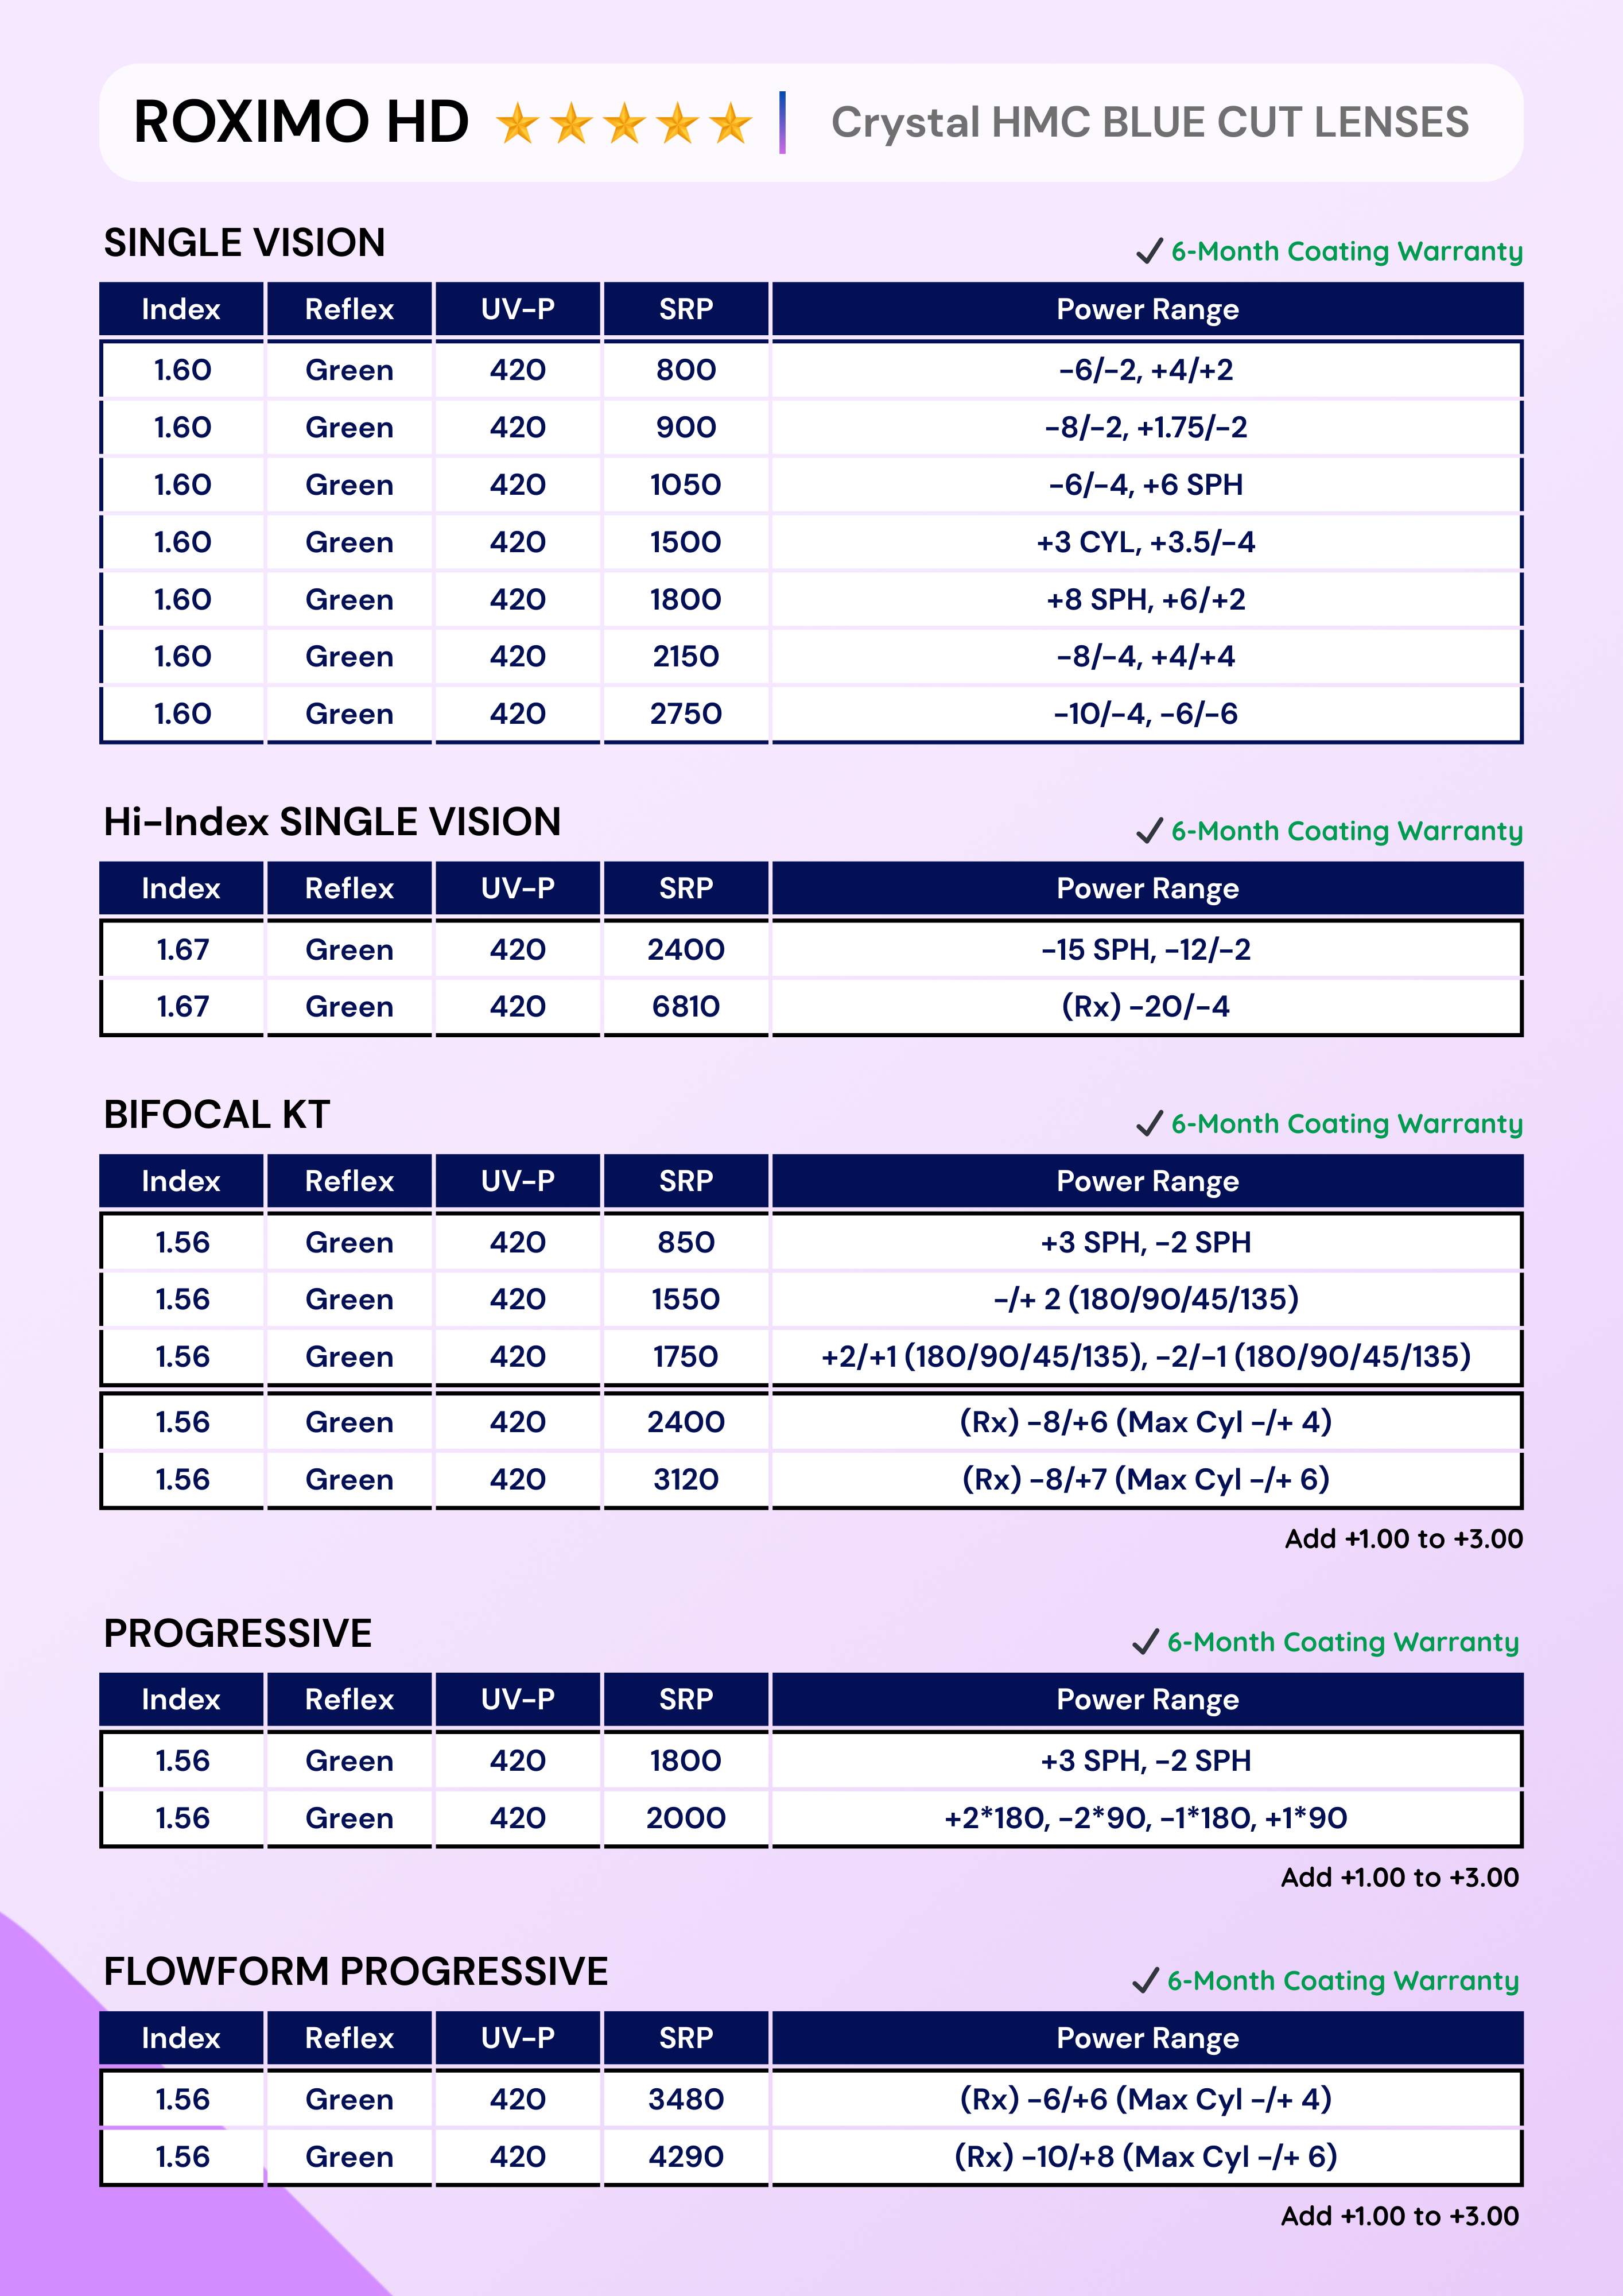 ROXIMO HD Crystal HMC BLUE CUT LENSES
SINGLE VISION 6-Month Coating Warranty
Index Reflex UV-P SRP Power Range
1.60 Green 420 800 -6/-2, +4/+2
1.60 Green 420 900 -8/-2, +1.75/-2
1.60 Green 420 1050 -6/-4, +6 SPH
1.60 Green 420 1500 +3 CYL, +3.5/-4
1.60 Green 420 1800 +8 SPH, +6/+2
1.60 Green 420 2150 -8/-4, +4/+4
1.60 Green 420 2750 -10/-4, -6/-6
Hi-Index SINGLE VISION 6-Month Coating Warranty
Index Reflex UV-P SRP Power Range
1.67 Green 420 2400 -15 SPH, -12/-2
1.67 Green 420 6810 (Rx) -20/-4
BIFOCAL KT 6-Month Coating Warranty
Index Reflex UV-P SRP Power Range
1.56 Green 420 850 +3 SPH, -2 SPH
1.56 Green 420 1550 -/+ 2 (180/90/45/135)
1.56 Green 420 1750 +2/+1 (180/90/45/135), -2/-1 (180/90/45/135)
1.56 Green 420 2400 (Rx) -8/+6 (Max Cyl -/+ 4)
1.56 Green 420 3120 (Rx) -8/+7 (Max Cyl -/+ 6)
Add +1.00 to +3.00
PROGRESSIVE 6-Month Coating Warranty
Index Reflex UV-P SRP Power Range
1.56 Green 420 1800 +3 SPH, -2 SPH
1.56 Green 420 2000 +2*180, -2*90, -1*180, +1*90
Add +1.00 to +3.00
FLOWFORM PROGRESSIVE 6-Month Coating Warranty
Index Reflex UV-P SRP Power Range
1.56 Green 420 3480 (Rx) -6/+6 (Max Cyl -/+ 4)
1.56 Green 420 4290 (Rx) -10/+8 (Max Cyl -/+ 6)
Add +1.00 to +3.00